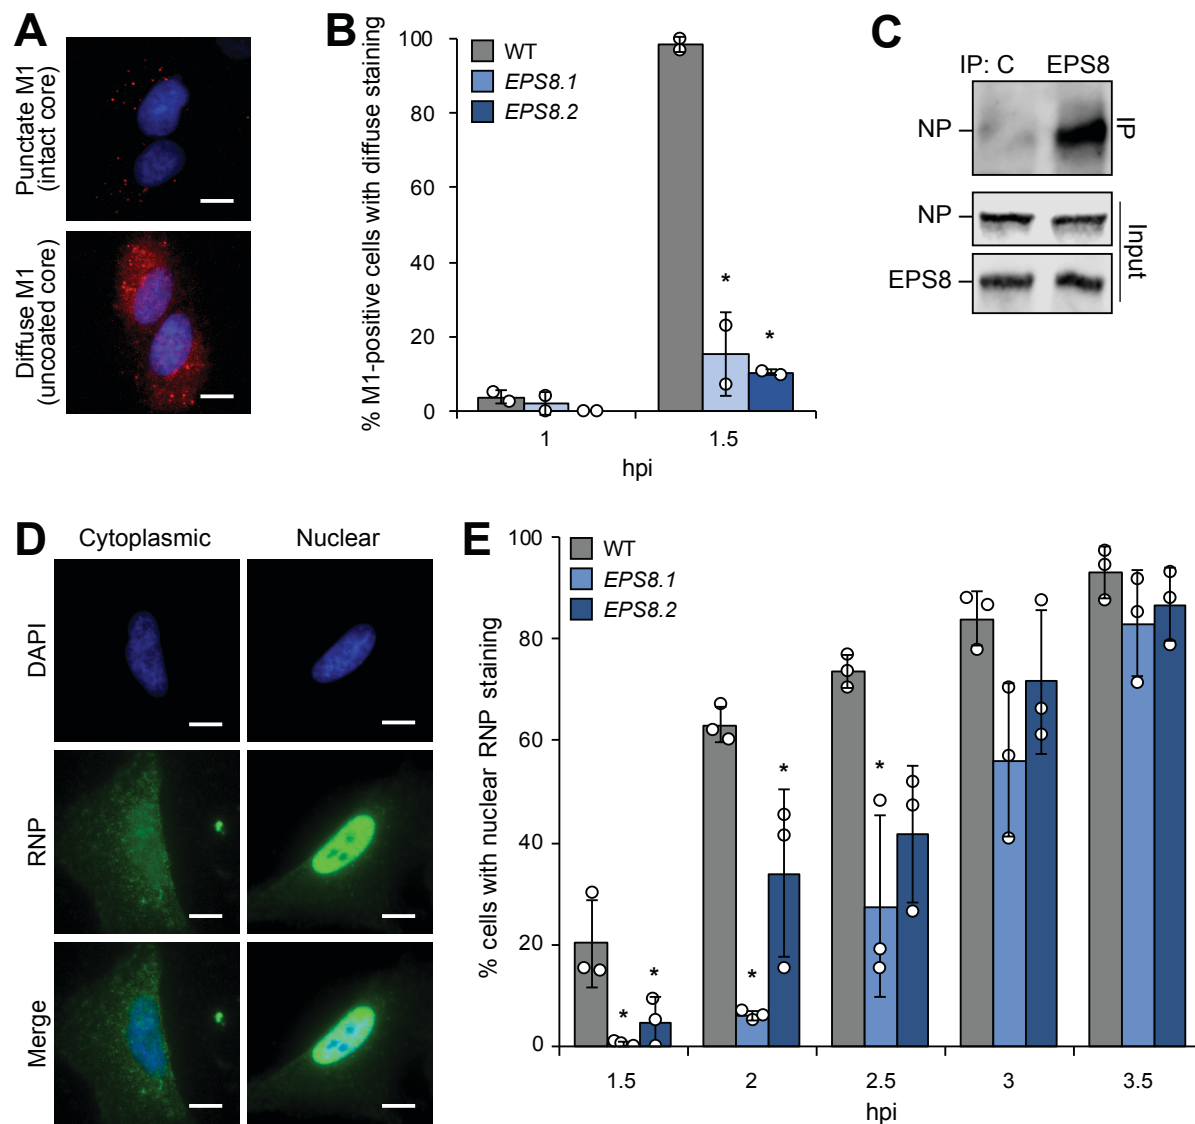 A
Punctate M1
(intact core)
Diffuse M1
(uncoated core)
B
% M1-positive cells with diffuse staining
100
80
60
40
20
0
WT
EPS8.1
EPS8.2
*
*
1
1.5
hpi
C
IP: C
EPS8
NP
IP
NP
EPS8
Input
D
Cytoplasmic
Nuclear
DAPI
RNP
Merge
E
% cells with nuclear RNP staining
100
80
60
40
20
0
WT
EPS8.1
EPS8.2
*
*
*
*
*
1.5
2
2.5
3
3.5
hpi